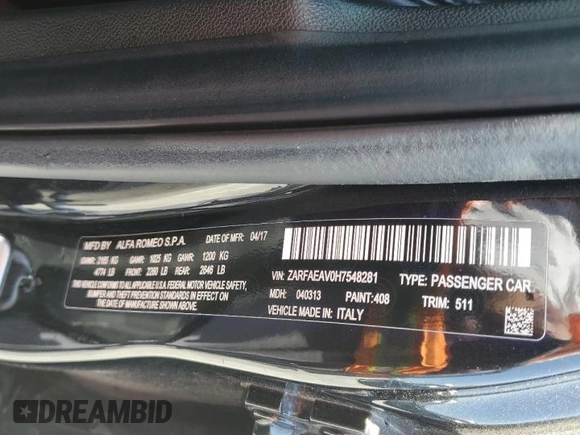 MFD BY ALFA ROMEO S.P.A. DATE OF MFR: 04/17
GVWR: 2165 KG GAWR: 1025 KG GARR: 1200 KG
4774 LB FRONT: 2260 LB REAR: 2646 LB
THIS VEHICLE CONFORMS TO ALL APPLICABLE U.S.A. FEDERAL MOTOR VEHICLE SAFETY,
BUMPER, AND THEFT PREVENTION STANDARDS IN EFFECT ON
THE DATE OF MANUFACTURE SHOWN ABOVE
VIN: ZARFAEAV0H7548281 TYPE: PASSENGER CAR
MDH: 040313 PAINT: 408 TRIM: 511
VEHICLE MADE IN: ITALY
DREAMBID